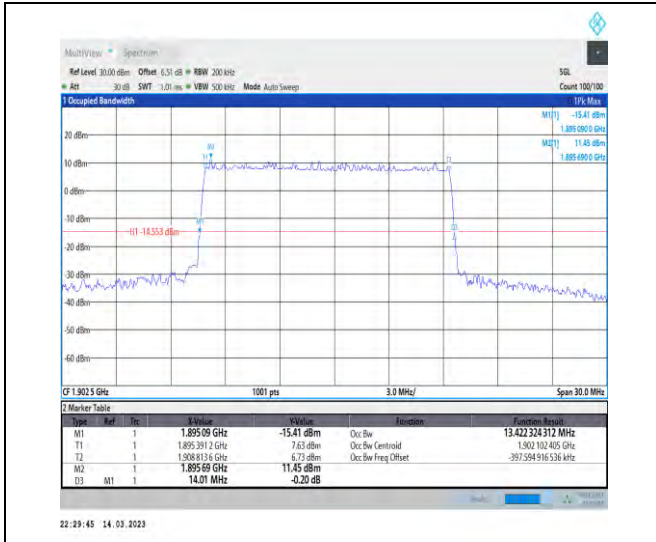 MultiView Spectrum
Ref Level 30.00 dBm Offset 6.51 dB RBW 200 kHz SGL
Att 30 dB SWT 1.01 ms VBW 500 kHz Mode Auto Sweep Count 100/100
1 Occupied Bandwidth 1Pk Max
M1[1] -15.41 dBm
1.895 090 0 GHz
M2[1] 11.45 dBm
1.895 690 0 GHz
20 dBm
M2
T1 T2
10 dBm
0 dBm
-10 dBm
M1 D3
H1 -14.553 dBm
-20 dBm
-30 dBm
-40 dBm
-50 dBm
-60 dBm
CF 1.902 5 GHz 1001 pts 3.0 MHz/ Span 30.0 MHz
2 Marker Table
Type Ref Trc X-Value Y-Value Function Function Result
M1 1 1.895 09 GHz -15.41 dBm Occ Bw 13.422 324 312 MHz
T1 1 1.895 391 2 GHz 7.63 dBm Occ Bw Centroid 1.902 102 405 GHz
T2 1 1.908 813 6 GHz 6.73 dBm Occ Bw Freq Offset -397.594 916 536 kHz
M2 1 1.895 69 GHz 11.45 dBm
D3 M1 1 14.01 MHz -0.20 dB
22:29:45 14.03.2023